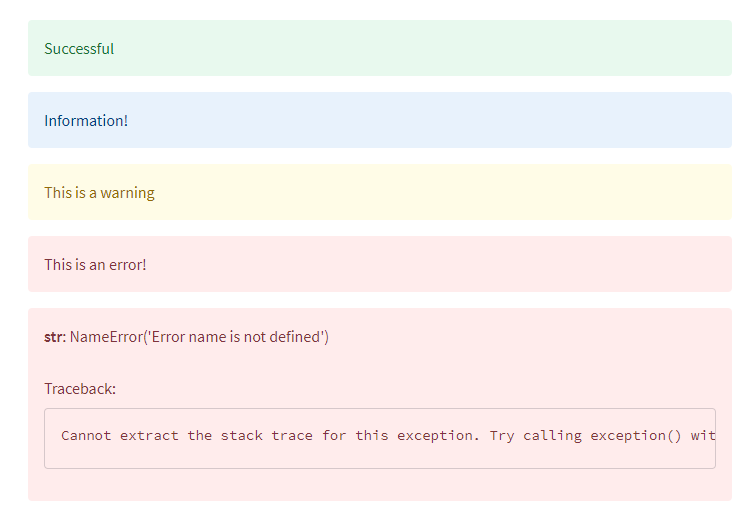 Successful
Information!
This is a warning
This is an error!
str: NameError('Error name is not defined')
Traceback:
Cannot extract the stack trace for this exception. Try calling exception() wit